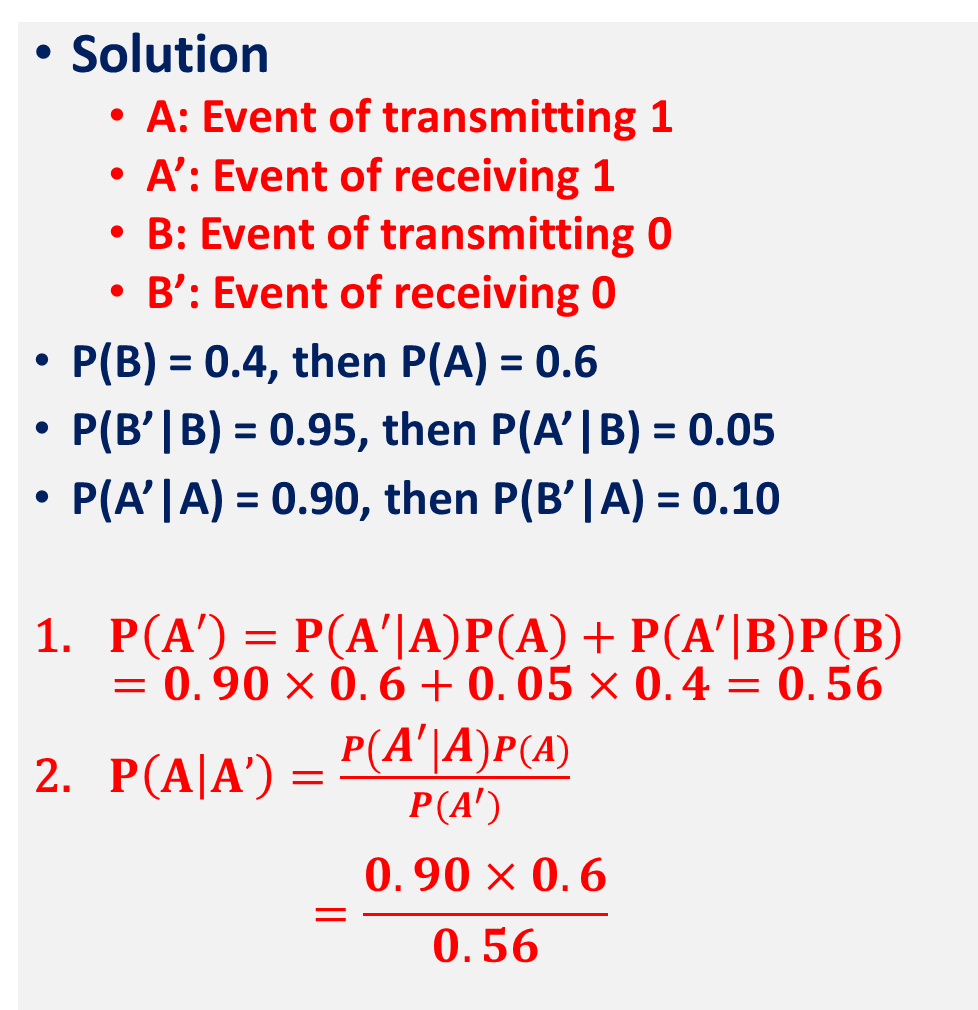 • Solution
• A: Event of transmitting 1
• A’: Event of receiving 1
• B: Event of transmitting 0
• B’: Event of receiving 0
• P(B) = 0.4, then P(A) = 0.6
• P(B’|B) = 0.95, then P(A’|B) = 0.05
• P(A’|A) = 0.90, then P(B’|A) = 0.10
1. P(A′) = P(A′|A)P(A) + P(A′|B)P(B)
= 0.90 × 0.6 + 0.05 × 0.4 = 0.56
2. P(A|A’) = P(A′|A)P(A)
P(A′)
= 0.90 × 0.6
0.56